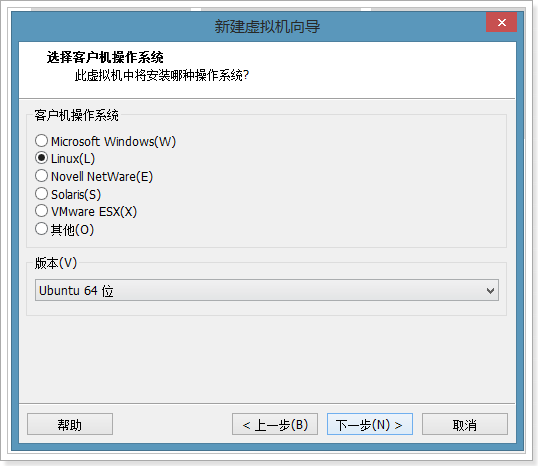 新建虚拟机向导
选择客户机操作系统
此虚拟机中将安装哪种操作系统?
客户机操作系统
Microsoft Windows(W)
Linux(L)
Novell NetWare(E)
Solaris(S)
VMware ESX(X)
其他(O)
版本(V)
Ubuntu 64 位
帮助
< 上一步(B)
下一步(N) >
取消